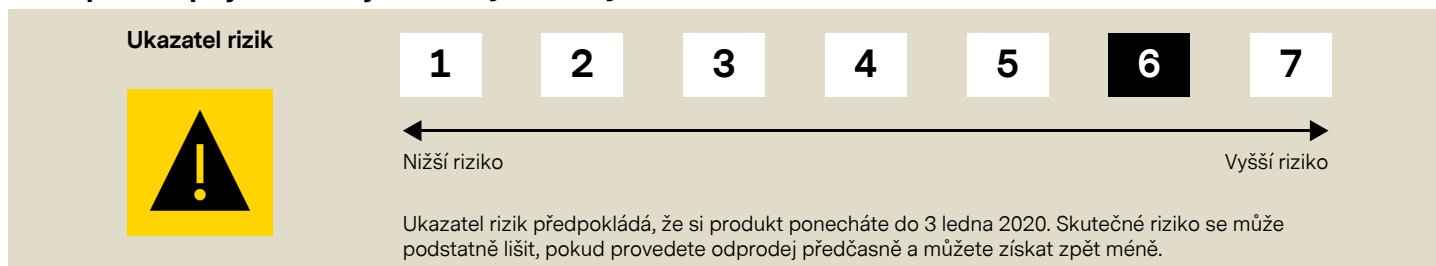 Ukazatel rizik
1 2 3 4 5 6 7
Nižší riziko Vyšší riziko
Ukazatel rizik předpokládá, že si produkt ponecháte do 3 ledna 2020. Skutečné riziko se může
podstatně lišit, pokud provedete odprodej předčasně a můžete získat zpět méně.